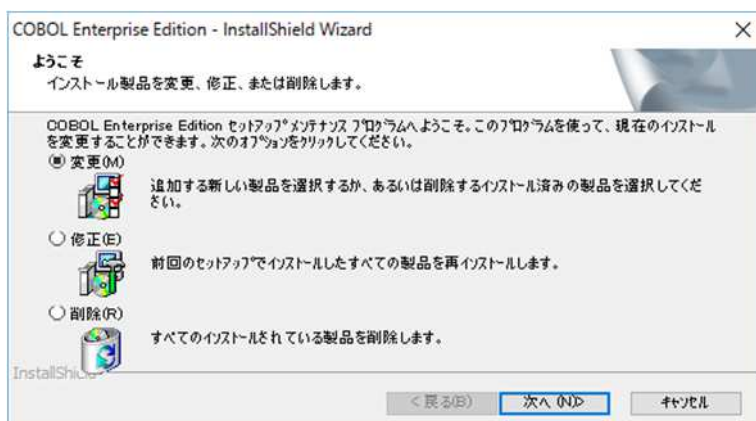 COBOL Enterprise Edition - InstallShield Wizard
ようこそ
インストール製品を変更、修正、または削除します。
COBOL Enterprise Edition セットアップ メンテナンス プログラムへようこそ。このプログラムを使って、現在のインストール
を変更することができます。次のオプションをクリックしてください。
変更(M)
追加する新しい製品を選択するか、あるいは削除するインストール済みの製品を選択してくだ
さい。
修正(E)
前回のセットアップでインストールしたすべての製品を再インストールします。
削除(R)
すべてのインストールされている製品を削除します。
InstallShield
< 戻る(B)
次へ (N)>
キャンセル